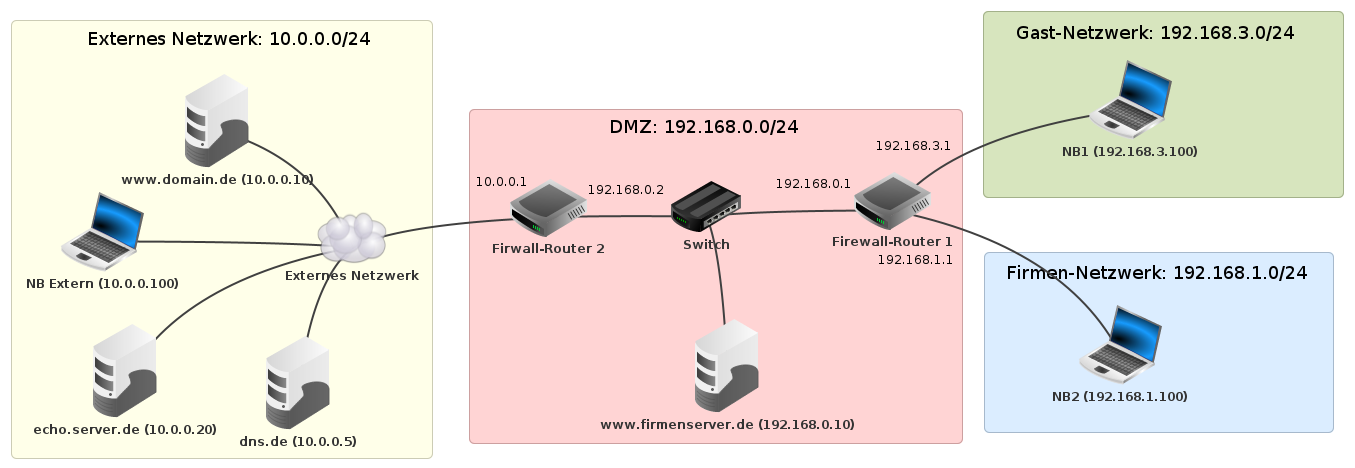 Externes Netzwerk: 10.0.0.0/24
www.domain.de (10.0.0.10)
NB Extern (10.0.0.100)
Externes Netzwerk
echo.server.de (10.0.0.20)
dns.de (10.0.0.5)
DMZ: 192.168.0.0/24
10.0.0.1
192.168.0.2
Firwall-Router 2
Switch
192.168.0.1
192.168.3.1
Firewall-Router 1
192.168.1.1
www.firmenserver.de (192.168.0.10)
Gast-Netzwerk: 192.168.3.0/24
NB1 (192.168.3.100)
Firmen-Netzwerk: 192.168.1.0/24
NB2 (192.168.1.100)